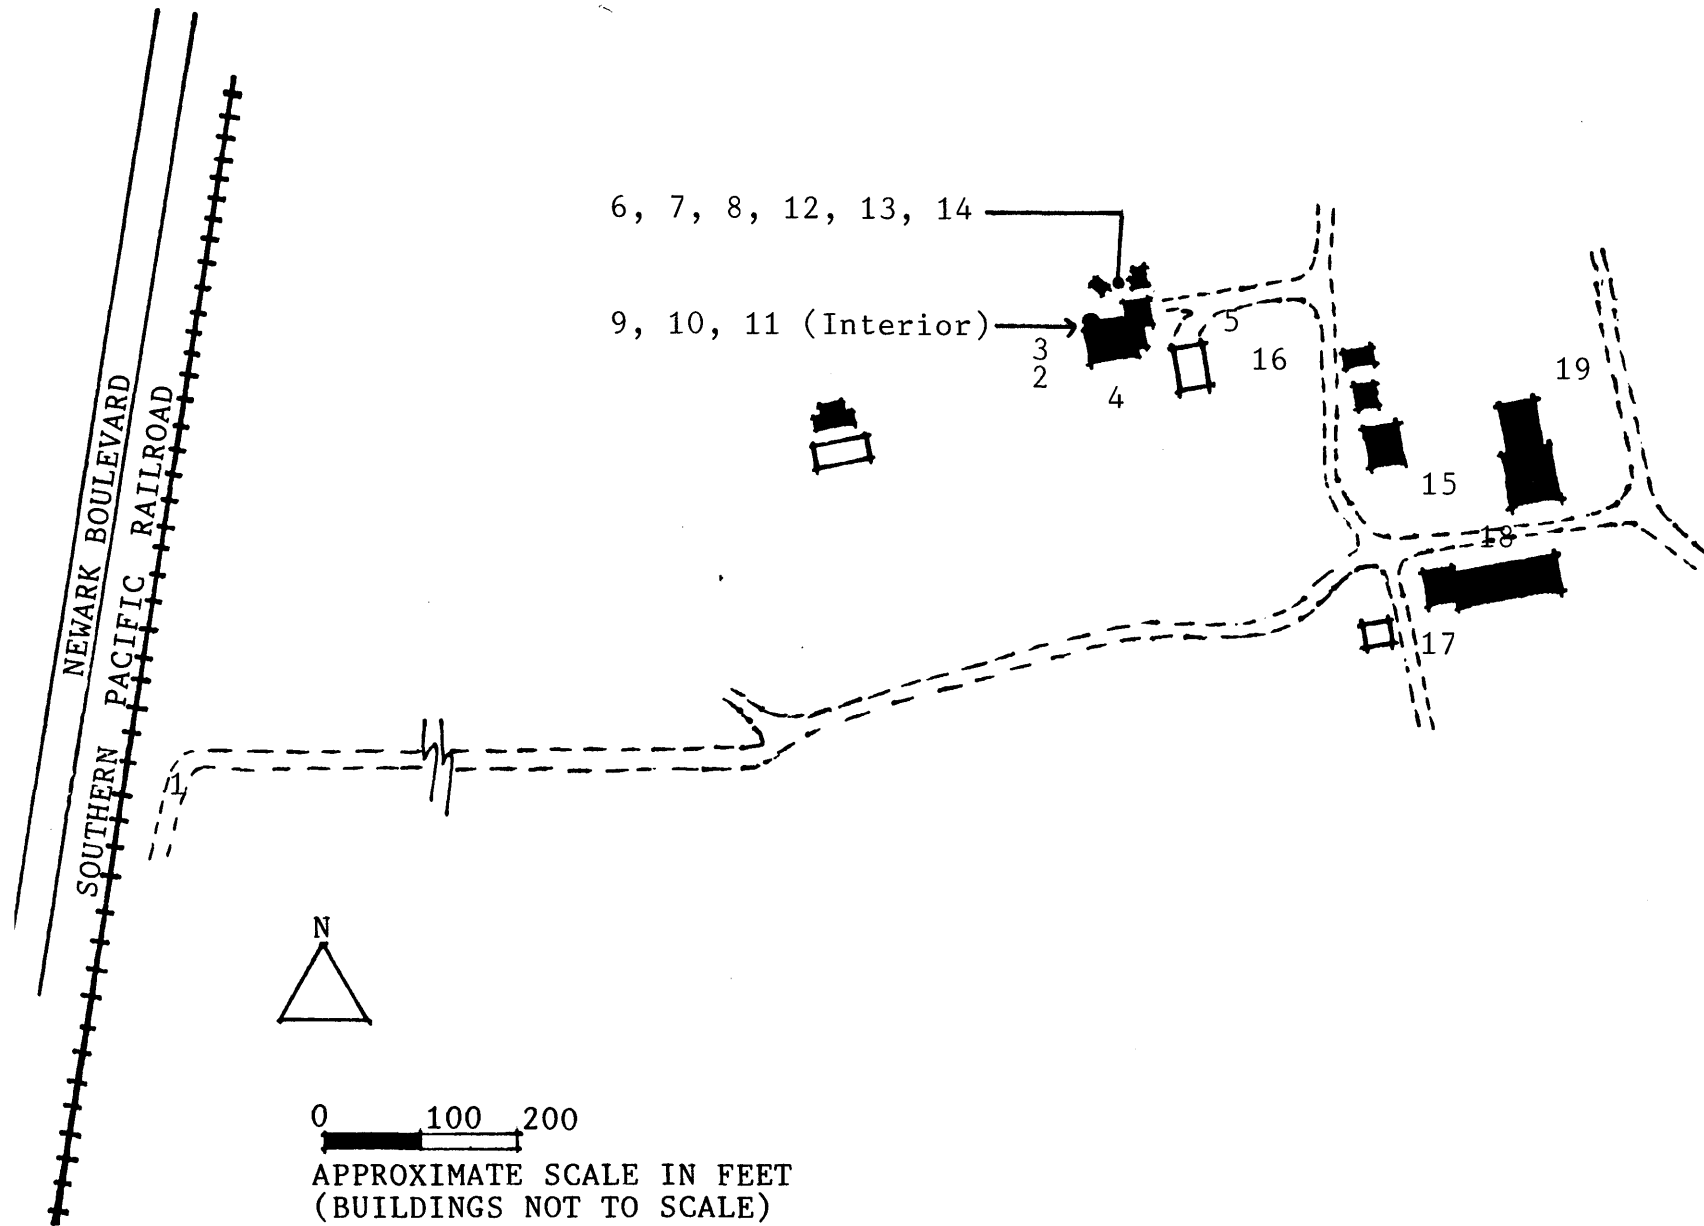 6, 7, 8, 12, 13, 14
9, 10, 11 (Interior)
5
3
16
2
19
4
15
18
17
NEWARK BOULEVARD
SOUTHERN PACIFIC RAILROAD
1
N
0 100 200
APPROXIMATE SCALE IN FEET
(BUILDINGS NOT TO SCALE)